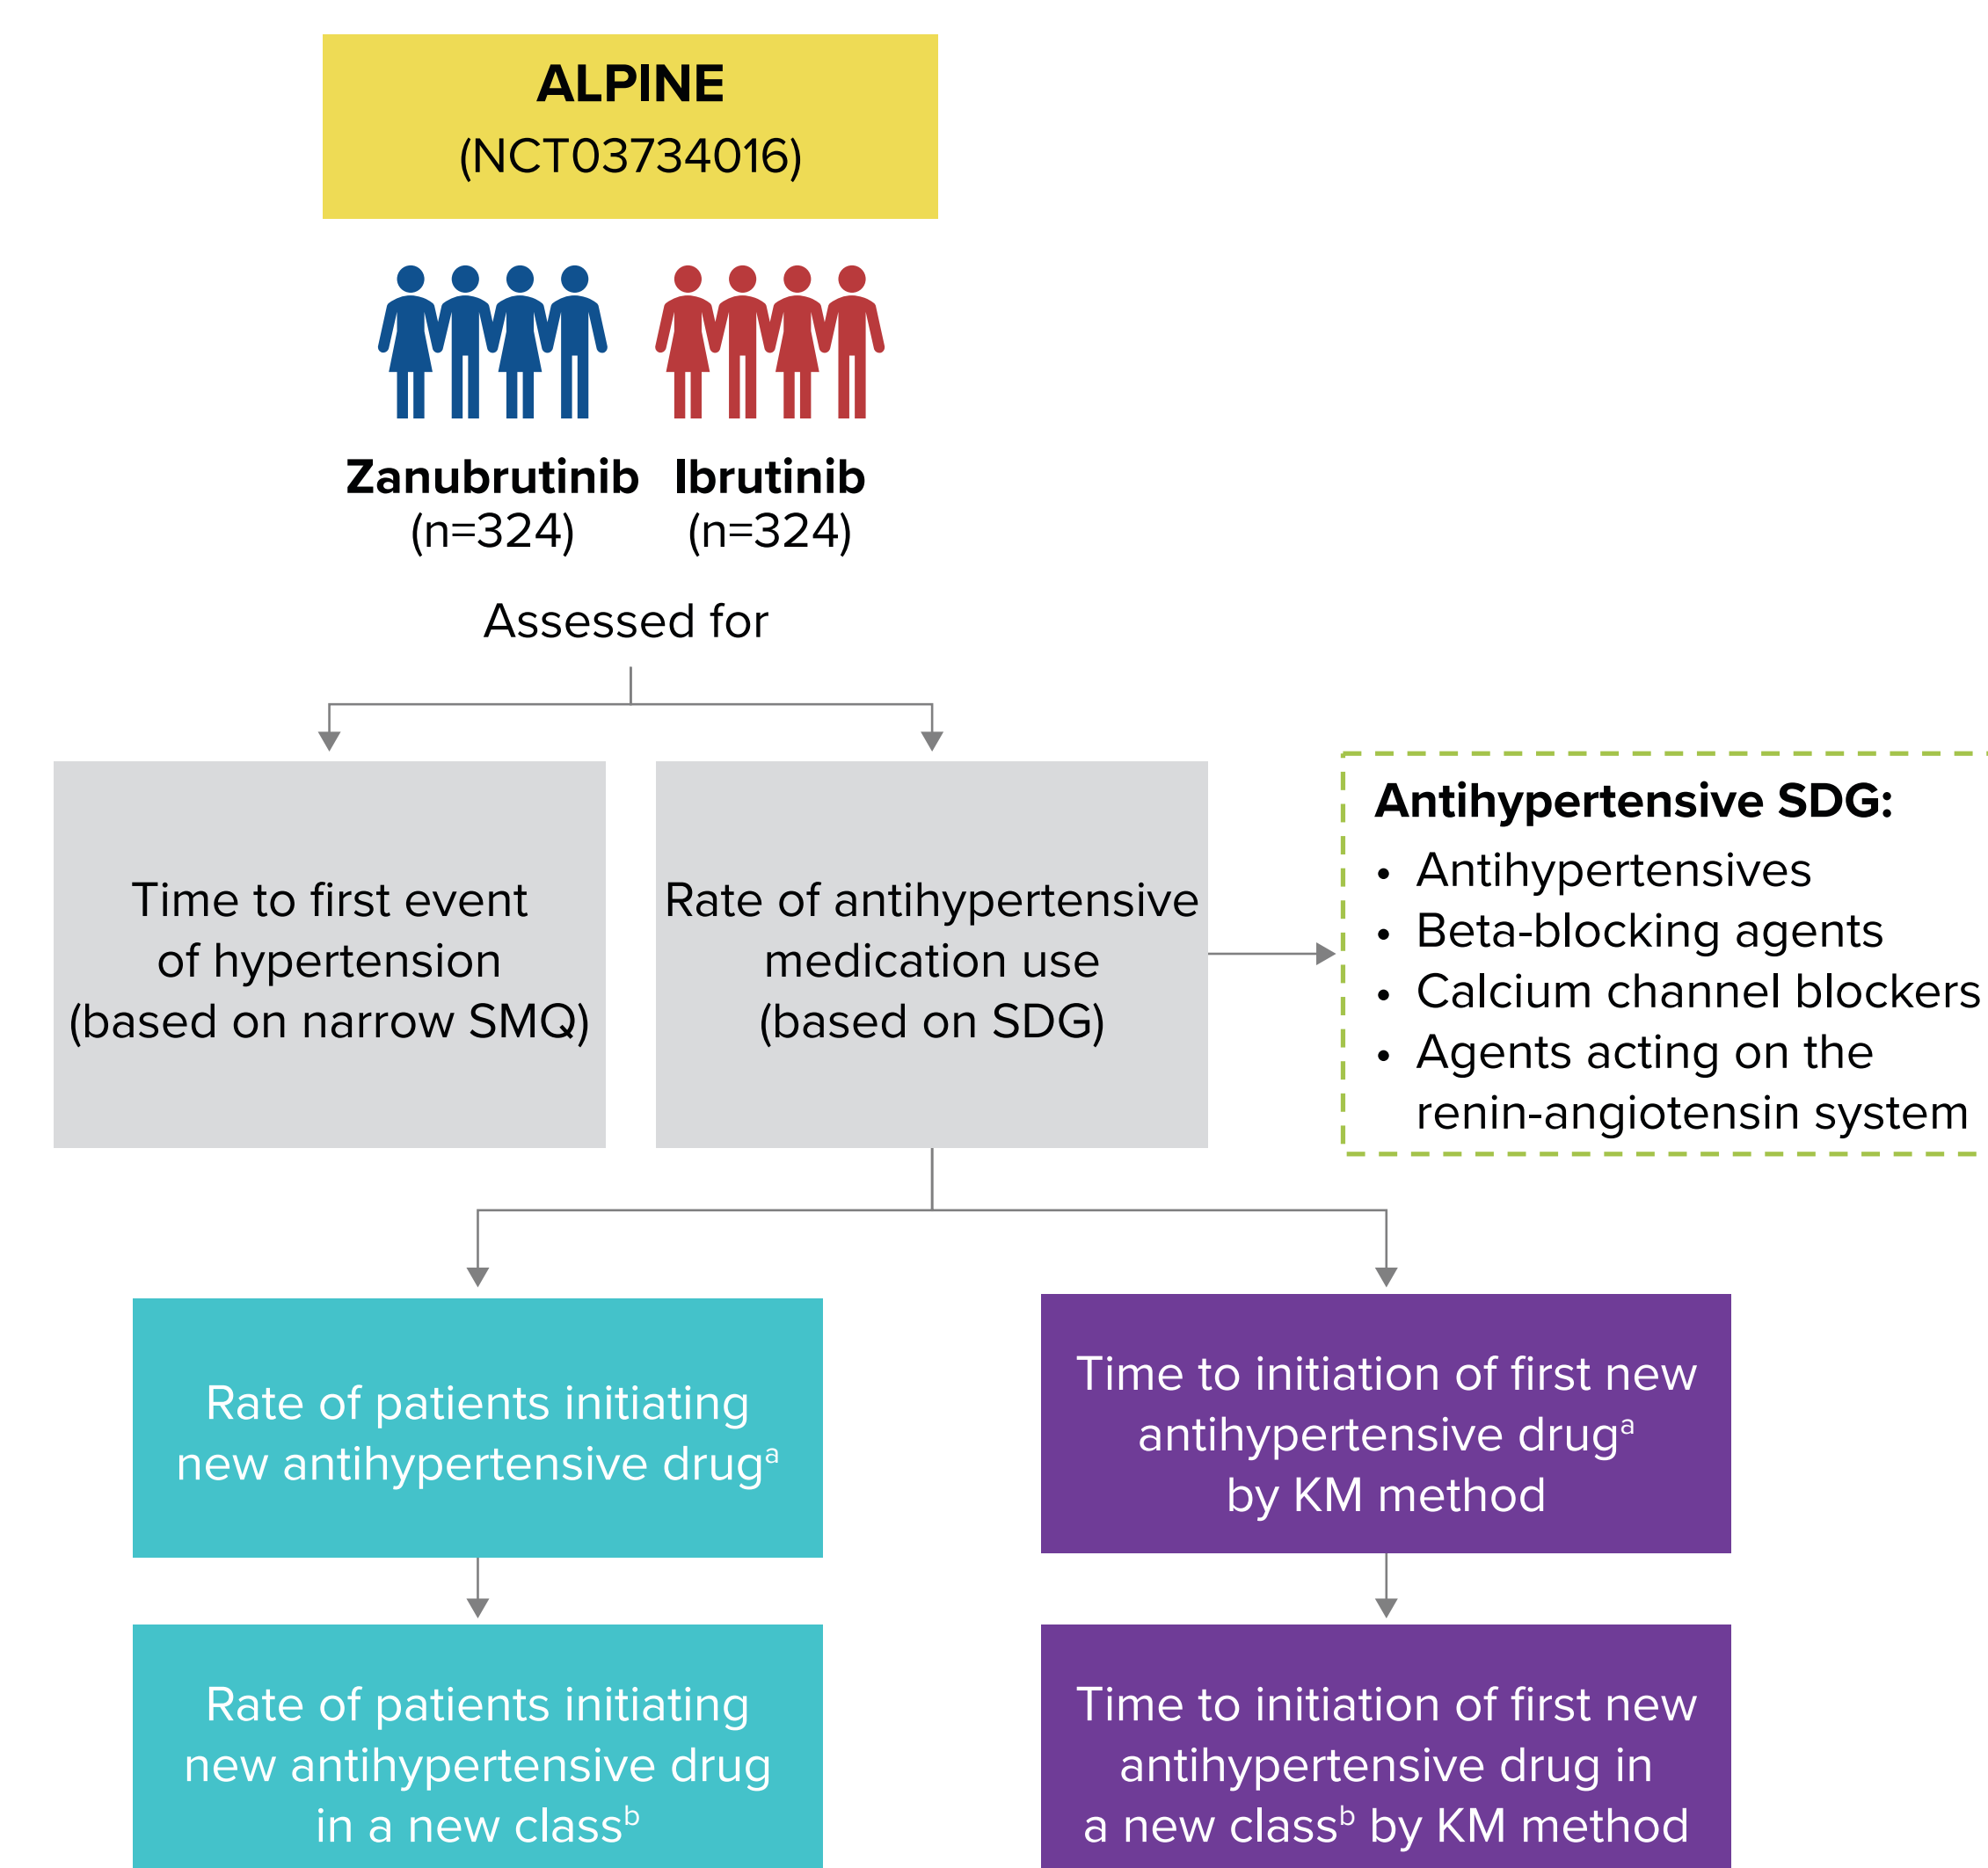 ALPINE
(NCT03734016)
Zanubrutinib
(n=324)
Ibrutinib
(n=324)
Assessed for
Time to first event
of hypertension
(based on narrow SMQ)
Rate of antihypertensive
medication use
(based on SDG)
Antihypertensive SDG:
• Antihypertensives
• Beta-blocking agents
• Calcium channel blockers
• Agents acting on the
renin-angiotensin system
Rate of patients initiating
new antihypertensive drugᵃ
Time to initiation of first new
antihypertensive drugᵃ
by KM method
Rate of patients initiating
new antihypertensive drug
in a new classᵇ
Time to initiation of first new
antihypertensive drug in
a new classᵇ by KM method